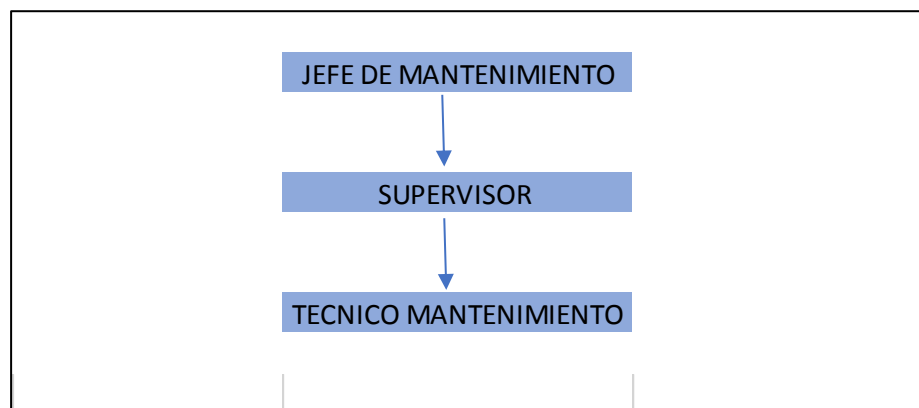 JEFE DE MANTENIMIENTO
SUPERVISOR
TECNICO MANTENIMIENTO